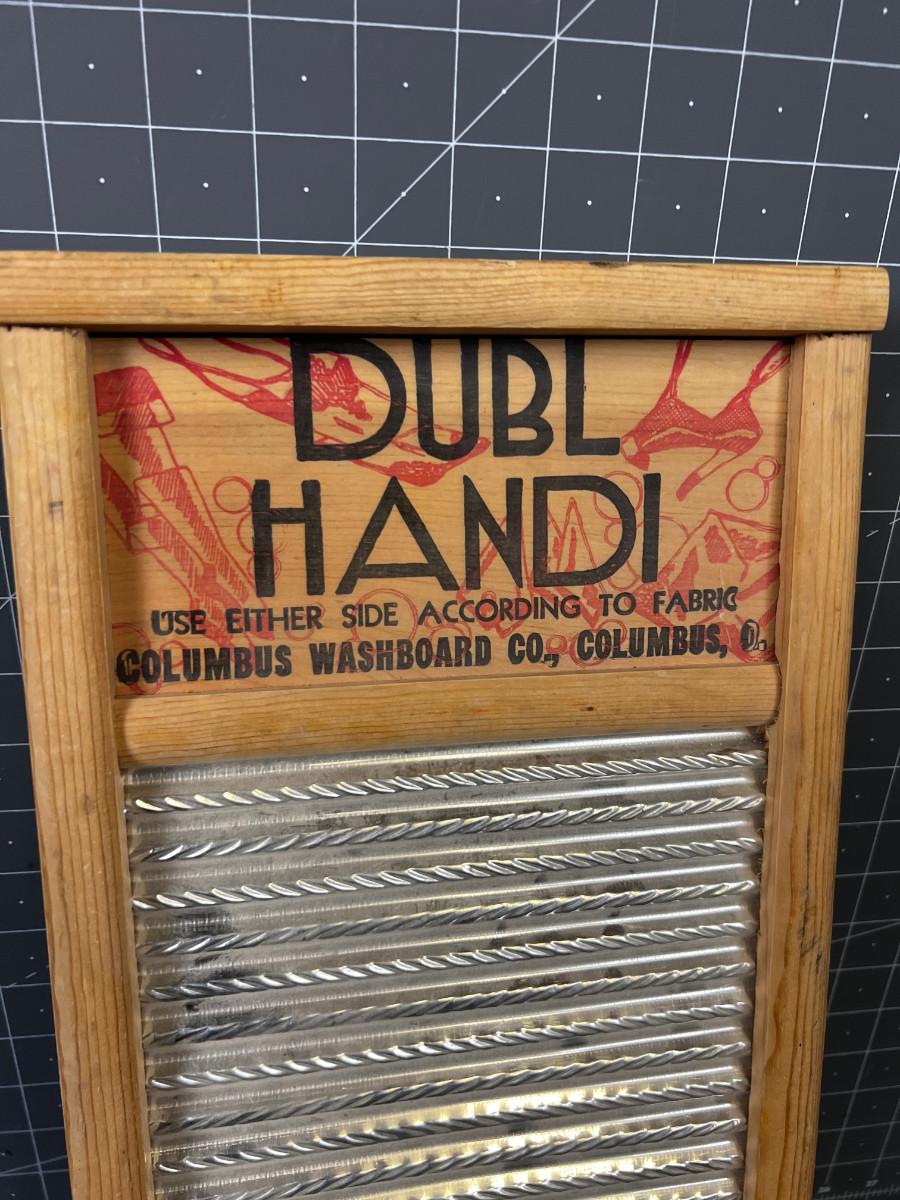 DUBL
HANDI
USE EITHER SIDE ACCORDING TO FABRIC
COLUMBUS WASHBOARD CO., COLUMBUS, O.